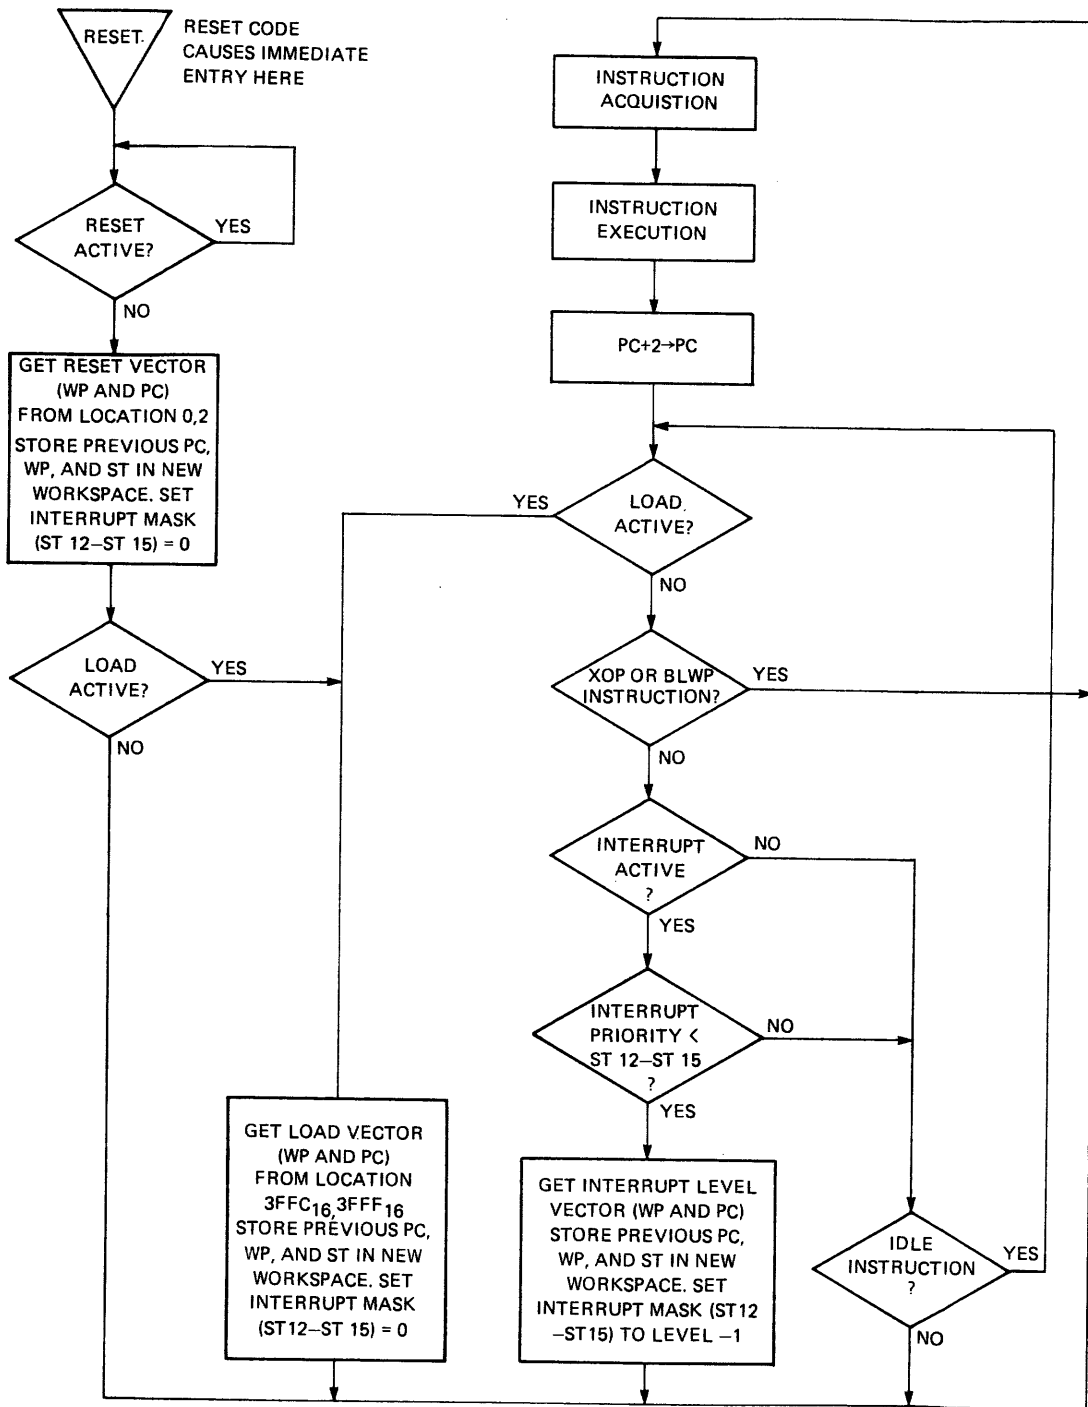 RESET.
RESET CODE
CAUSES IMMEDIATE
ENTRY HERE
RESET
ACTIVE?
YES
NO
GET RESET VECTOR
(WP AND PC)
FROM LOCATION 0,2
STORE PREVIOUS PC,
WP, AND ST IN NEW
WORKSPACE. SET
INTERRUPT MASK
(ST 12–ST 15) = 0
LOAD
ACTIVE?
YES
NO
GET LOAD VECTOR
(WP AND PC)
FROM LOCATION
3FFC16,3FFF16
STORE PREVIOUS PC,
WP, AND ST IN NEW
WORKSPACE. SET
INTERRUPT MASK
(ST12–ST 15) = 0
INSTRUCTION
ACQUISTION
INSTRUCTION
EXECUTION
PC+2→PC
LOAD
ACTIVE?
YES
NO
XOP OR BLWP
INSTRUCTION?
YES
NO
INTERRUPT
ACTIVE
?
NO
YES
INTERRUPT
PRIORITY <
ST 12–ST 15
?
NO
YES
GET INTERRUPT LEVEL
VECTOR (WP AND PC)
STORE PREVIOUS PC,
WP, AND ST IN NEW
WORKSPACE. SET
INTERRUPT MASK (ST12
–ST15) TO LEVEL –1
IDLE
INSTRUCTION
?
YES
NO